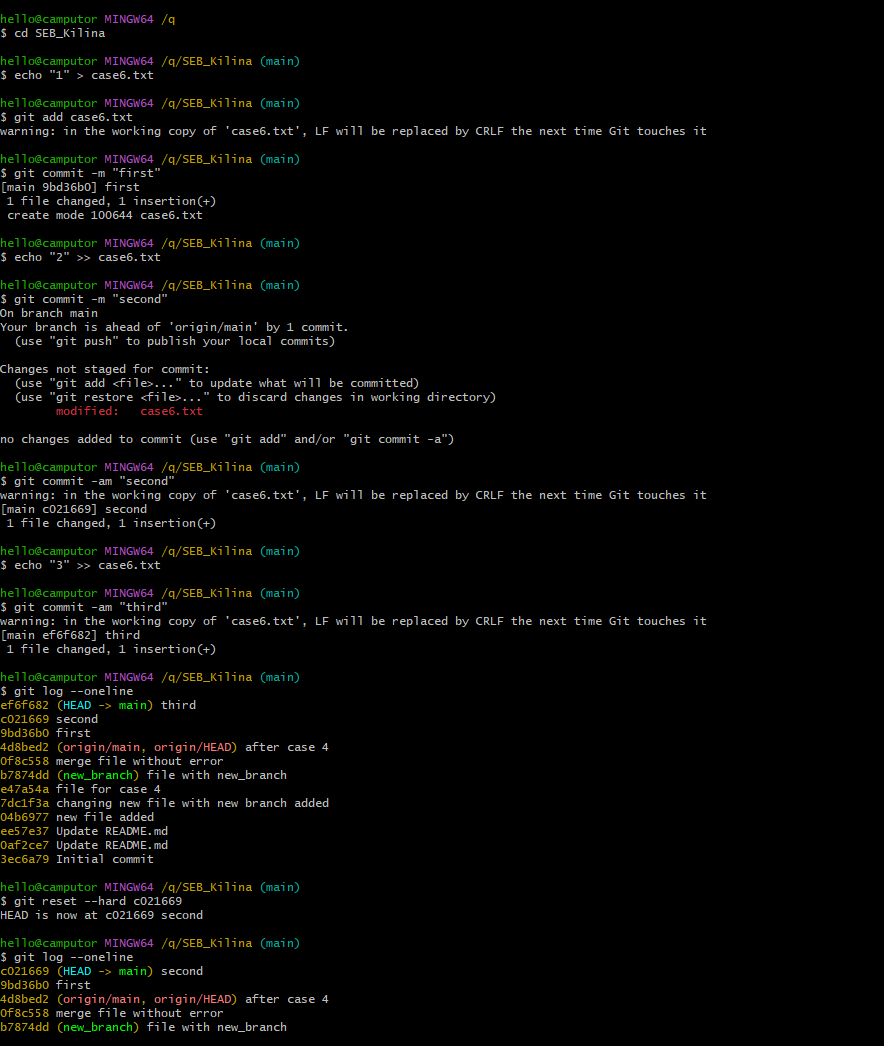 hello@camputor MINGW64 /q
$ cd SEB_Kilina
hello@camputor MINGW64 /q/SEB_Kilina (main)
$ echo "1" > case6.txt
hello@camputor MINGW64 /q/SEB_Kilina (main)
$ git add case6.txt
warning: in the working copy of 'case6.txt', LF will be replaced by CRLF the next time Git touches it
hello@camputor MINGW64 /q/SEB_Kilina (main)
$ git commit -m "first"
[main 9bd36b0] first
 1 file changed, 1 insertion(+)
 create mode 100644 case6.txt
hello@camputor MINGW64 /q/SEB_Kilina (main)
$ echo "2" >> case6.txt
hello@camputor MINGW64 /q/SEB_Kilina (main)
$ git commit -m "second"
On branch main
Your branch is ahead of 'origin/main' by 1 commit.
  (use "git push" to publish your local commits)
Changes not staged for commit:
  (use "git add <file>..." to update what will be committed)
  (use "git restore <file>..." to discard changes in working directory)
        modified:   case6.txt
no changes added to commit (use "git add" and/or "git commit -a")
hello@camputor MINGW64 /q/SEB_Kilina (main)
$ git commit -am "second"
warning: in the working copy of 'case6.txt', LF will be replaced by CRLF the next time Git touches it
[main c021669] second
 1 file changed, 1 insertion(+)
hello@camputor MINGW64 /q/SEB_Kilina (main)
$ echo "3" >> case6.txt
hello@camputor MINGW64 /q/SEB_Kilina (main)
$ git commit -am "third"
warning: in the working copy of 'case6.txt', LF will be replaced by CRLF the next time Git touches it
[main ef6f682] third
 1 file changed, 1 insertion(+)
hello@camputor MINGW64 /q/SEB_Kilina (main)
$ git log --oneline
ef6f682 (HEAD -> main) third
c021669 second
9bd36b0 first
4d8bed2 (origin/main, origin/HEAD) after case 4
0f8c558 merge file without error
b7874dd (new_branch) file with new_branch
e47a54a file for case 4
7dc1f3a changing new file with new branch added
04b6977 new file added
ee57e37 Update README.md
0af2ce7 Update README.md
3ec6a79 Initial commit
hello@camputor MINGW64 /q/SEB_Kilina (main)
$ git reset --hard c021669
HEAD is now at c021669 second
hello@camputor MINGW64 /q/SEB_Kilina (main)
$ git log --oneline
c021669 (HEAD -> main) second
9bd36b0 first
4d8bed2 (origin/main, origin/HEAD) after case 4
0f8c558 merge file without error
b7874dd (new_branch) file with new_branch